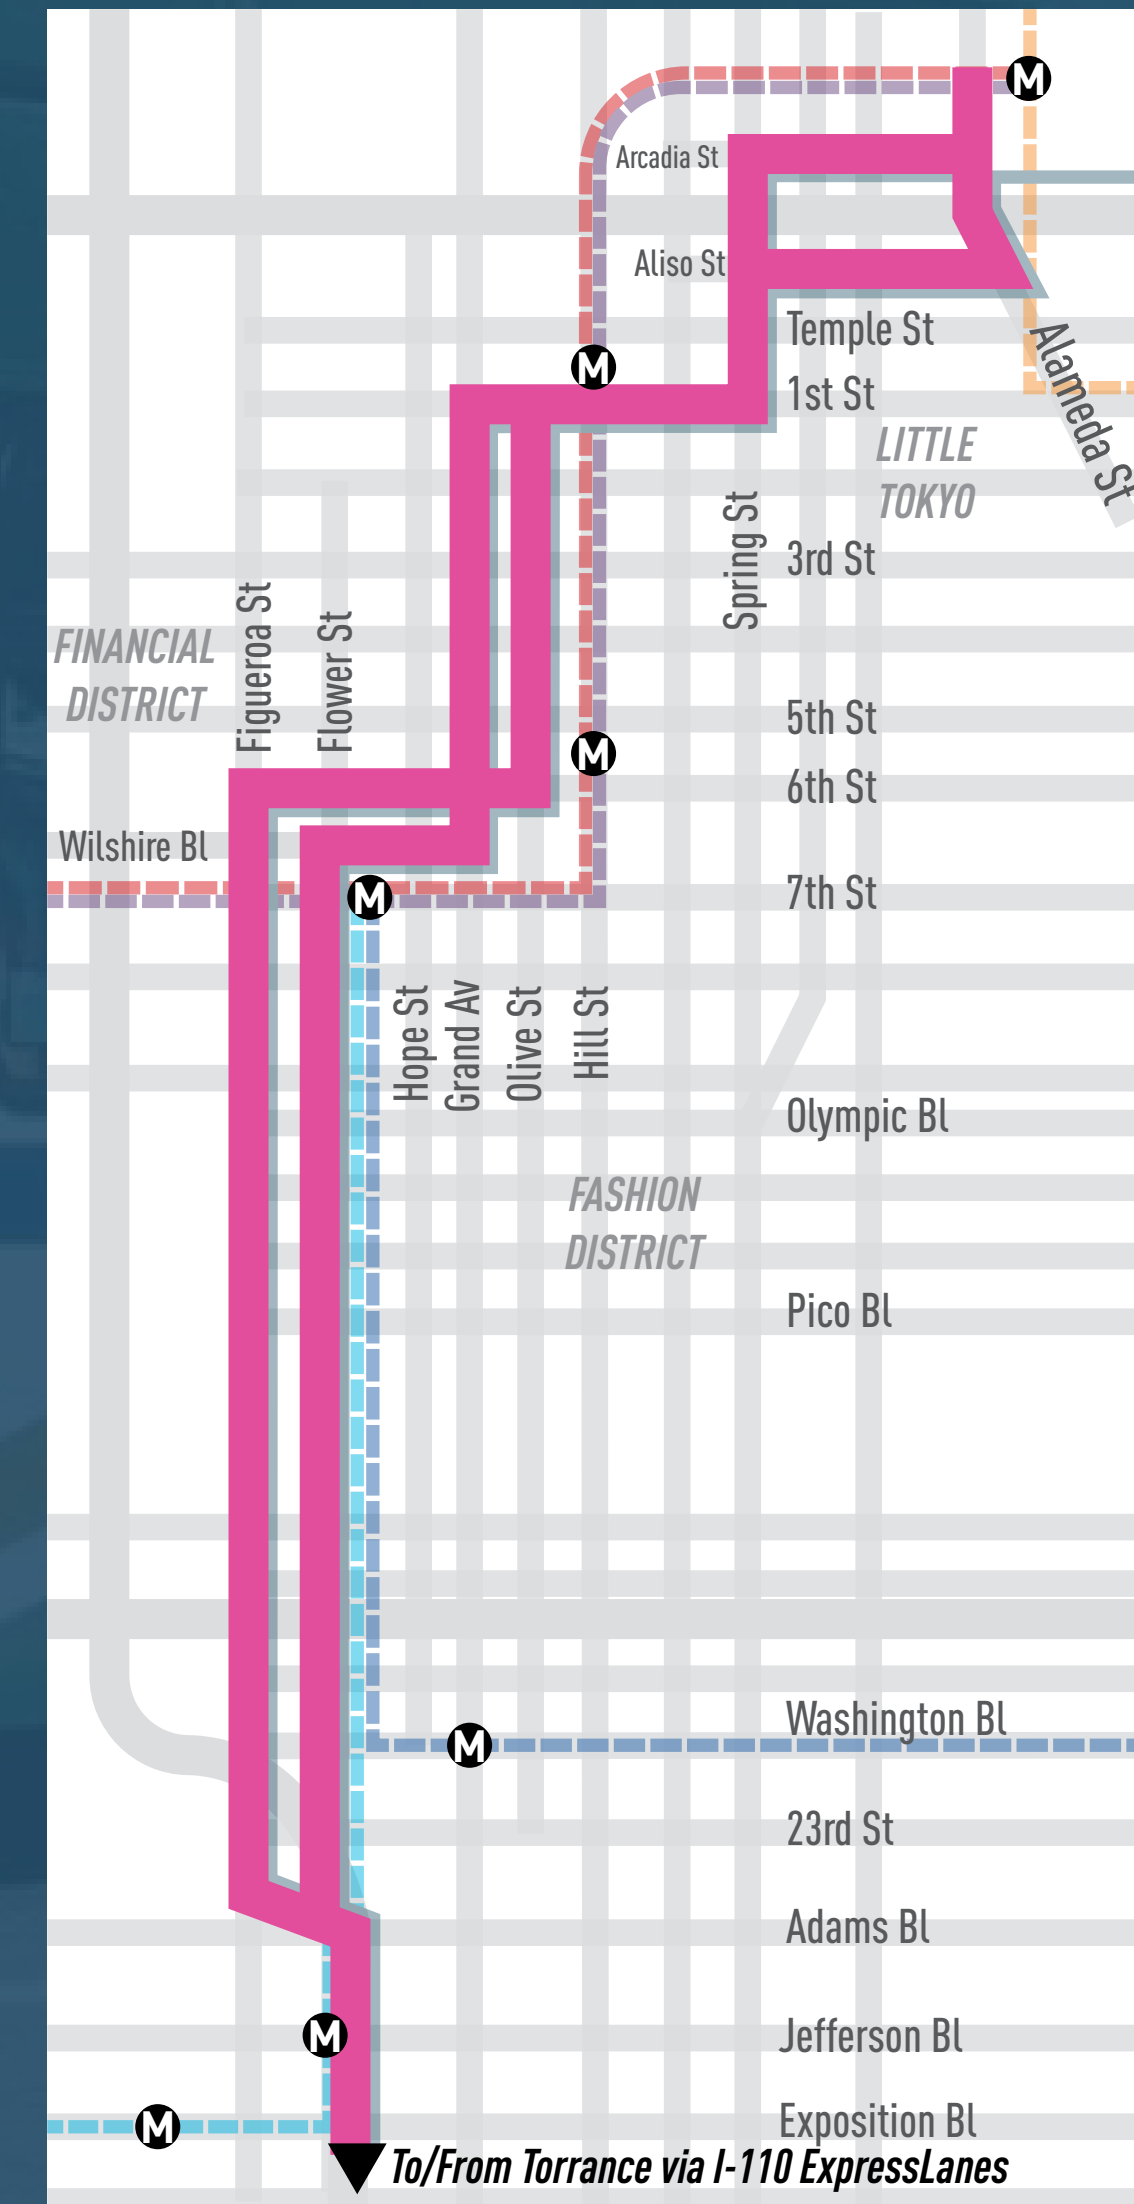 M
Arcadia St
Aliso St
Temple St
M
1st St
Alameda St
LITTLE
TOKYO
Spring St
3rd St
Figueroa St
Flower St
FINANCIAL
DISTRICT
5th St
M
6th St
Wilshire Bl
M
7th St
Hope St
Grand Av
Olive St
Hill St
Olympic Bl
FASHION
DISTRICT
Pico Bl
Washington Bl
M
23rd St
Adams Bl
M
Jefferson Bl
M
Exposition Bl
To/From Torrance via I-110 ExpressLanes